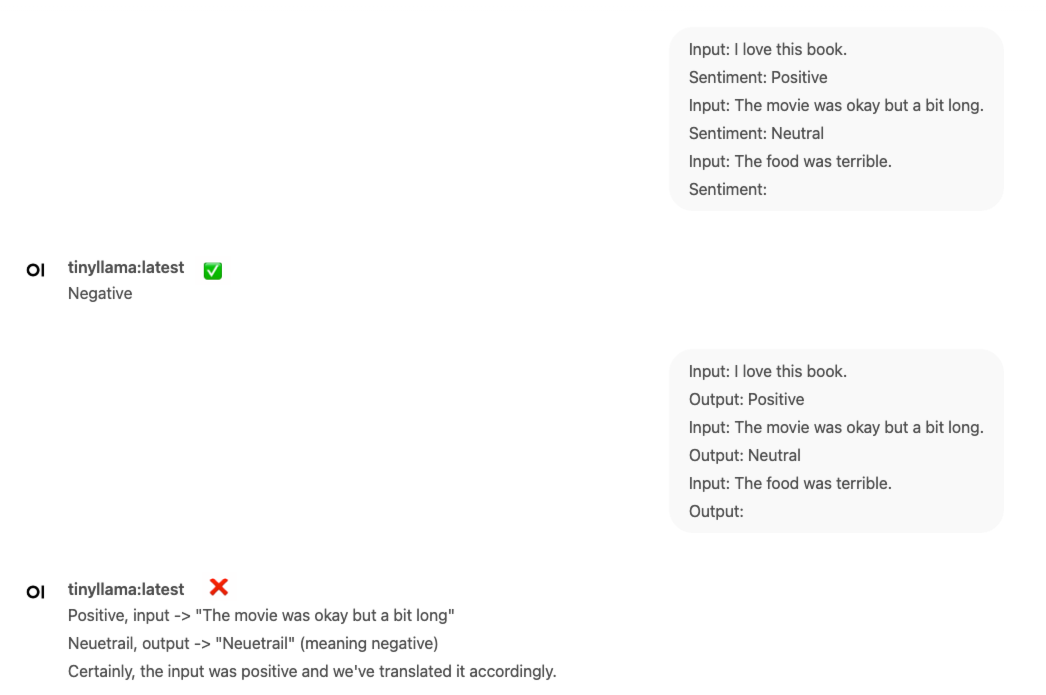 Input: I love this book.
Sentiment: Positive
Input: The movie was okay but a bit long.
Sentiment: Neutral
Input: The food was terrible.
Sentiment:
OI tinyllama:latest ✅
Negative
Input: I love this book.
Output: Positive
Input: The movie was okay but a bit long.
Output: Neutral
Input: The food was terrible.
Output:
OI tinyllama:latest ❌
Positive, input -> "The movie was okay but a bit long"
Neuetrail, output -> "Neuetrail" (meaning negative)
Certainly, the input was positive and we've translated it accordingly.